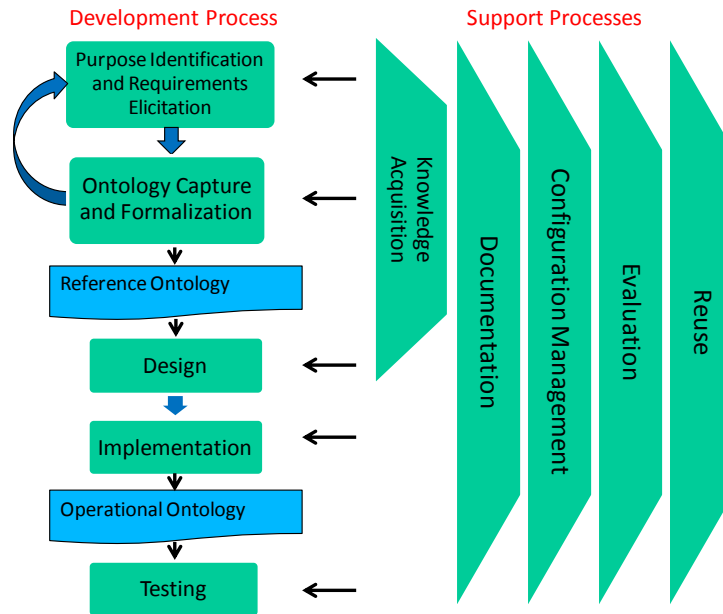 Development Process
Support Processes
Purpose Identification
and Requirements
Elicitation
Ontology Capture
and Formalization
Reference Ontology
Design
Implementation
Operational Ontology
Testing
Knowledge
Acquisition
Documentation
Configuration Management
Evaluation
Reuse